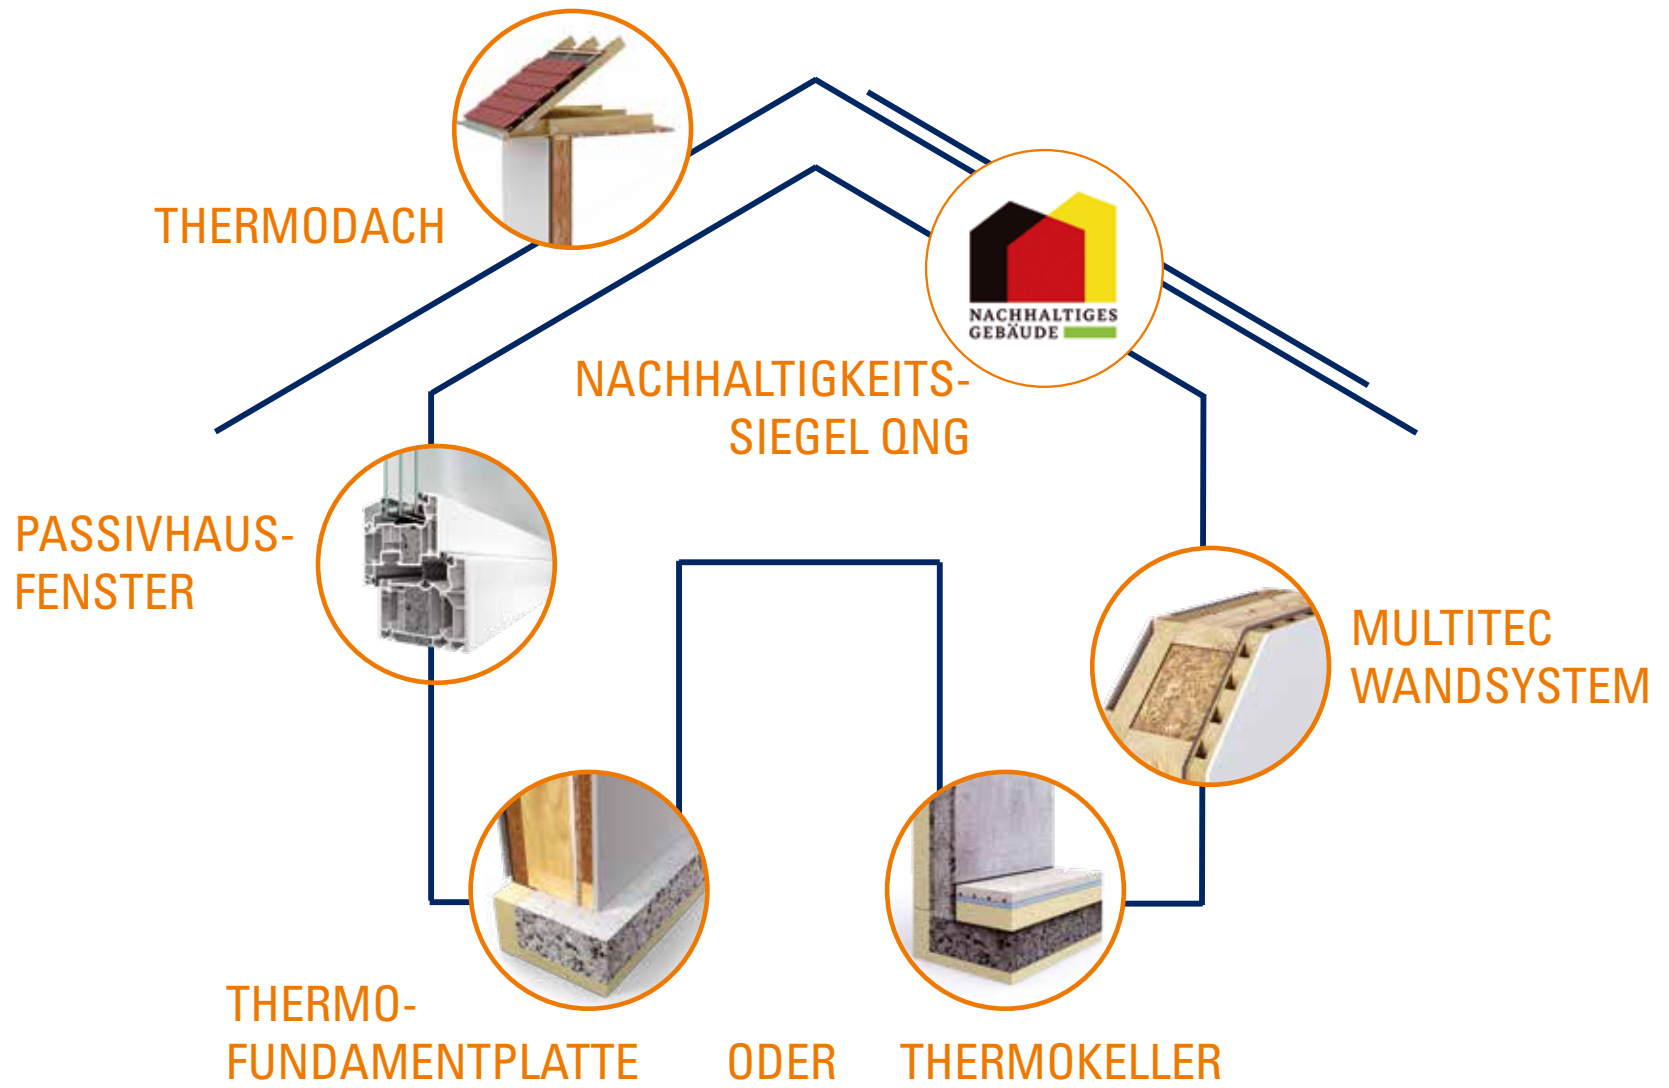 THERMODACH
NACHHALTIGES
GEBÄUDE
NACHHALTIGKEITS-
SIEGEL QNG
PASSIVHAUS-
FENSTER
MULTITEC
WANDSYSTEM
THERMO-
FUNDAMENTPLATTE ODER THERMOKELLER